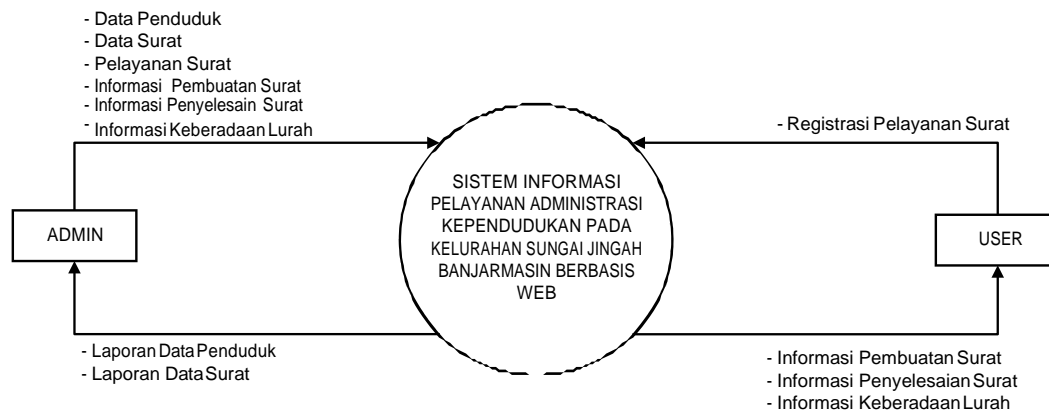 - Data Penduduk
- Data Surat
- Pelayanan Surat
- Informasi Pembuatan Surat
- Informasi Penyelesain Surat
- Informasi Keberadaan Lurah
- Registrasi Pelayanan Surat
SISTEM INFORMASI
PELAYANAN ADMINISTRASI
KEPENDUDUKAN PADA
KELURAHAN SUNGAI JINGAH
BANJARMASIN BERBASIS
WEB
ADMIN
USER
- Laporan Data Penduduk
- Laporan Data Surat
- Informasi Pembuatan Surat
- Informasi Penyelesaian Surat
- Informasi Keberadaan Lurah